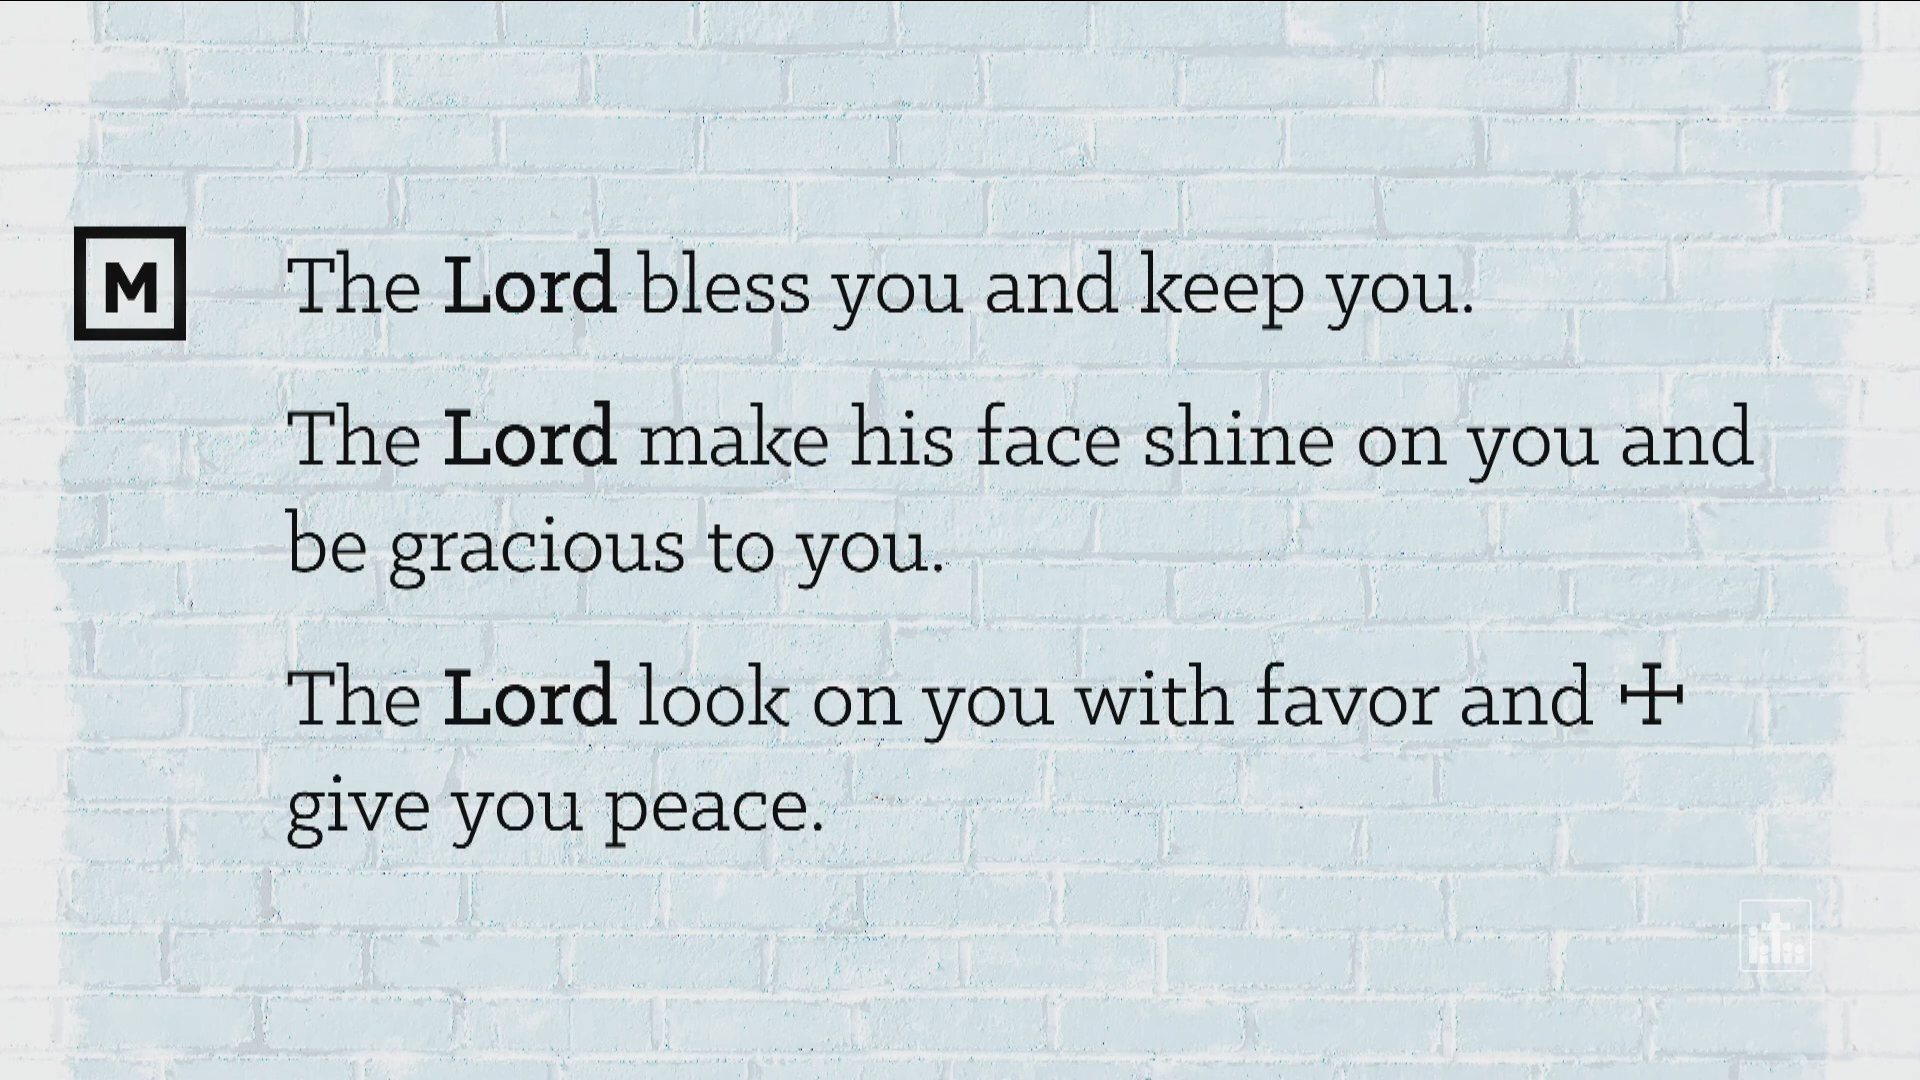 M The Lord bless you and keep you.
The Lord make his face shine on you and
be gracious to you.
The Lord look on you with favor and ☩
give you peace.